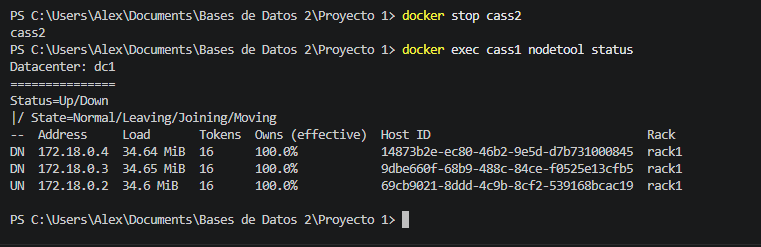 PS C:\Users\Alex\Documents\Bases de Datos 2\Proyecto 1> docker stop cass2
cass2
PS C:\Users\Alex\Documents\Bases de Datos 2\Proyecto 1> docker exec cass1 nodetool status
Datacenter: dc1
===============
Status=Up/Down
|/ State=Normal/Leaving/Joining/Moving
--  Address     Load       Tokens  Owns (effective)  Host ID                               Rack
DN  172.18.0.4  34.64 MiB  16      100.0%            14873b2e-ec80-46b2-9e5d-d7b731000845  rack1
DN  172.18.0.3  34.65 MiB  16      100.0%            9dbe660f-68b9-488c-84ce-f0525e13cfb5  rack1
UN  172.18.0.2  34.6 MiB   16      100.0%            69cb9021-8ddd-4c9b-8cf2-539168bcac19  rack1
PS C:\Users\Alex\Documents\Bases de Datos 2\Proyecto 1>